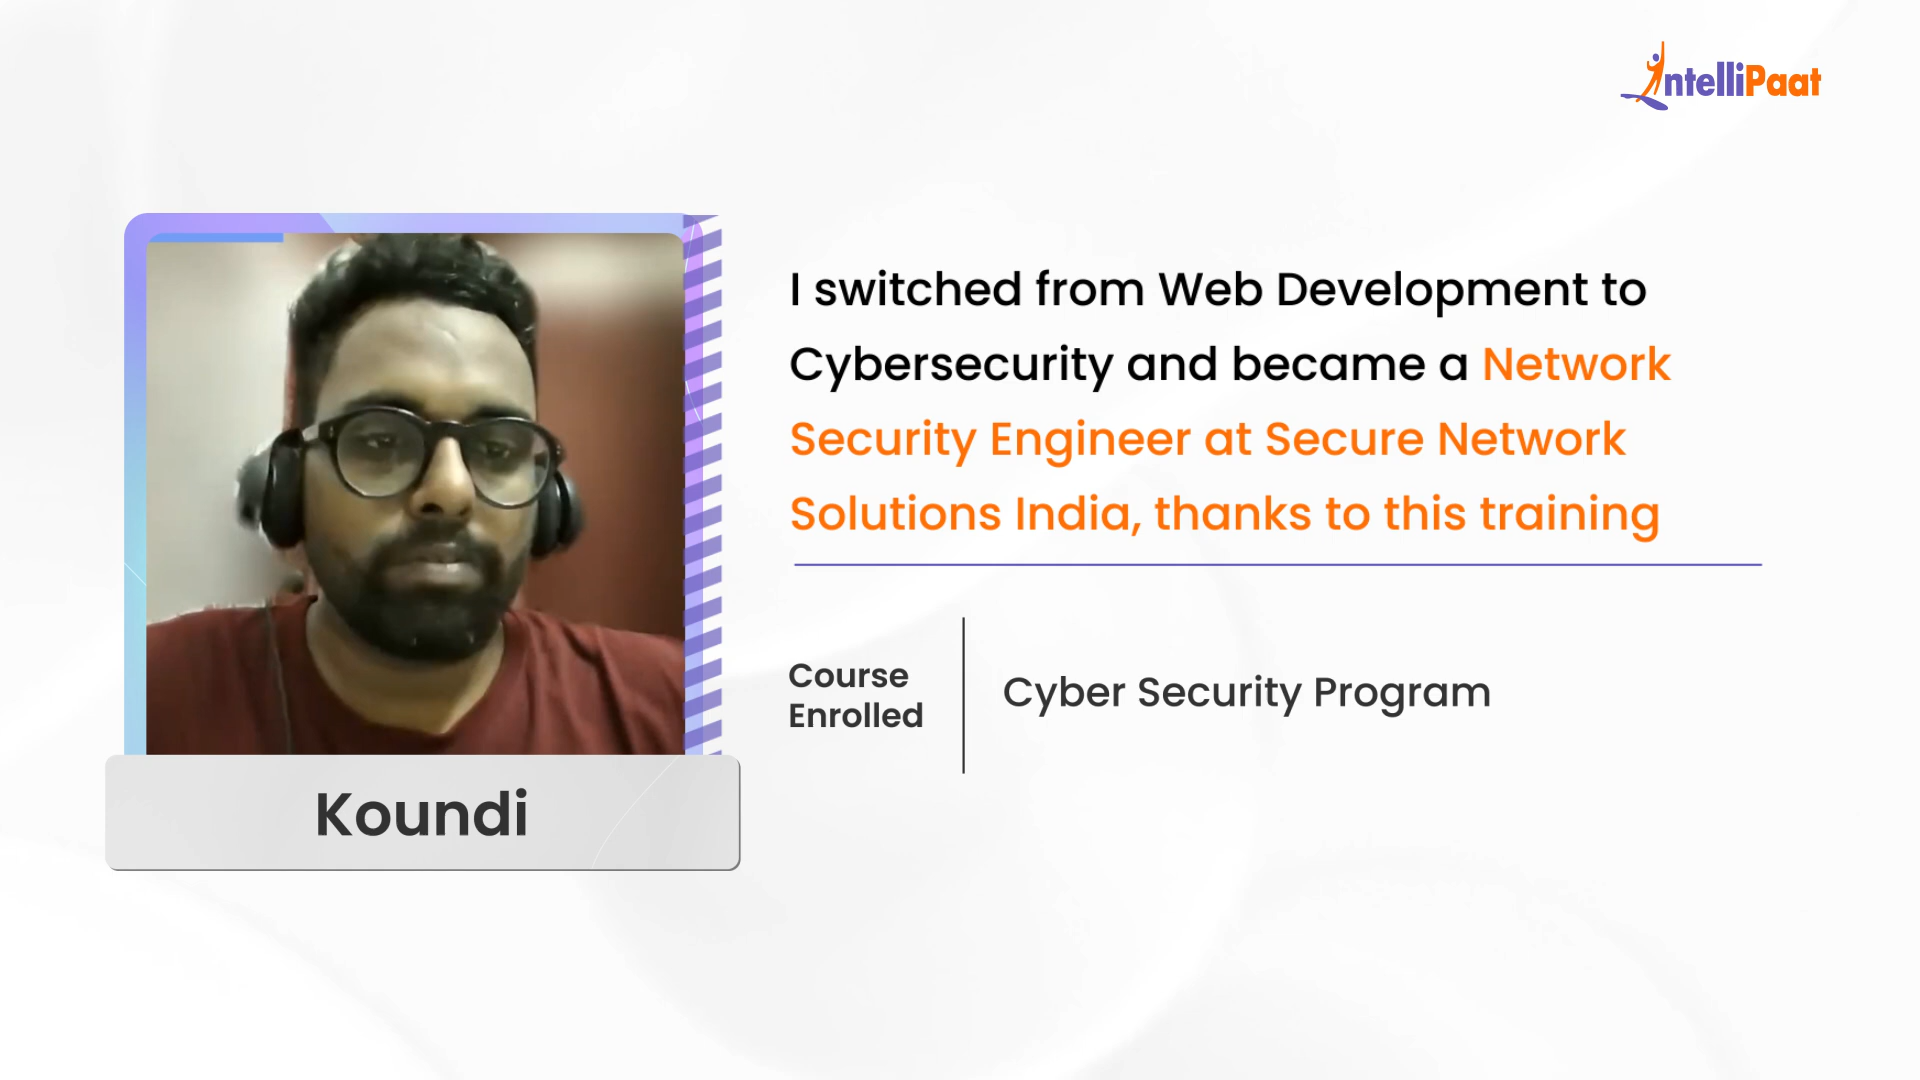 IntelliPaat
I switched from Web Development to
Cybersecurity and became a Network
Security Engineer at Secure Network
Solutions India, thanks to this training
Course
Enrolled
Cyber Security Program
Koundi